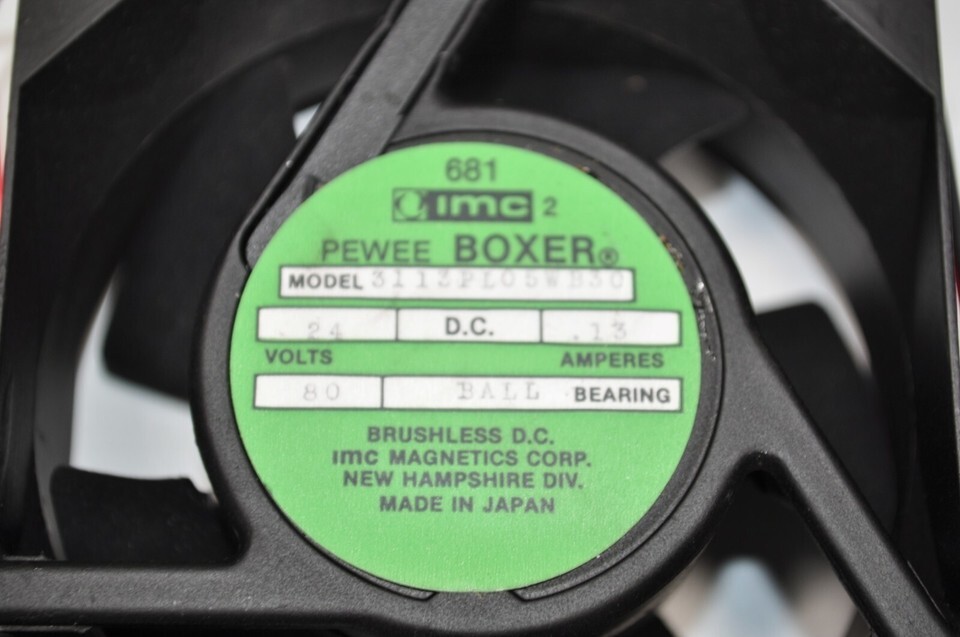 681
imc 2
PEWEE BOXER®
MODEL 3113PL05WB30
24 D.C. .13
VOLTS AMPERES
80 BALL BEARING
BRUSHLESS D.C.
imc MAGNETICS CORP.
NEW HAMPSHIRE DIV.
MADE IN JAPAN